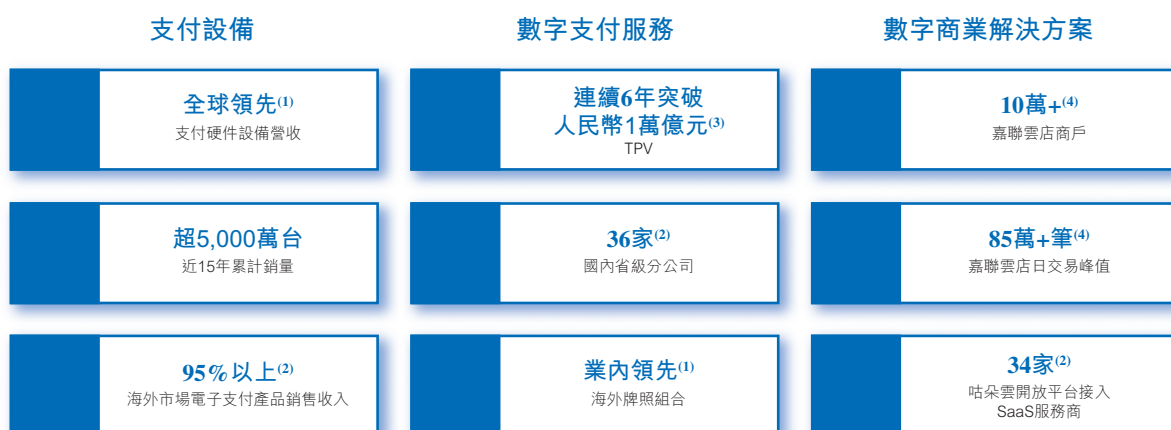 支付設備
全球領先(1)
支付硬件設備營收
超5,000萬台
近15年累計銷量
95%以上(2)
海外市場電子支付產品銷售收入
數字支付服務
連續6年突破
人民幣1萬億元(3)
TPV
36家(2)
國內省級分公司
業內領先(1)
海外牌照組合
數字商業解決方案
10萬+(4)
嘉聯雲店商戶
85萬+筆(4)
嘉聯雲店日交易峰值
34家(2)
咕朵雲開放平台接入
SaaS服務商